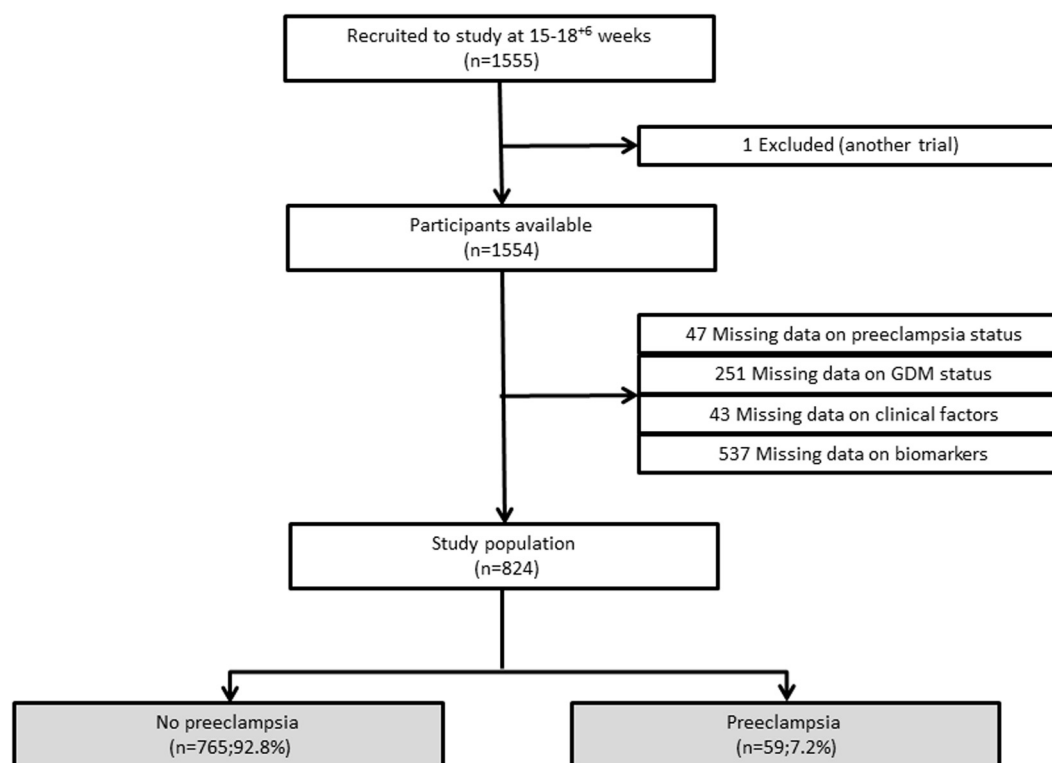 Recruited to study at 15-18⁺⁶ weeks
(n=1555)
1 Excluded (another trial)
Participants available
(n=1554)
47 Missing data on preeclampsia status
251 Missing data on GDM status
43 Missing data on clinical factors
537 Missing data on biomarkers
Study population
(n=824)
No preeclampsia
(n=765;92.8%)
Preeclampsia
(n=59;7.2%)